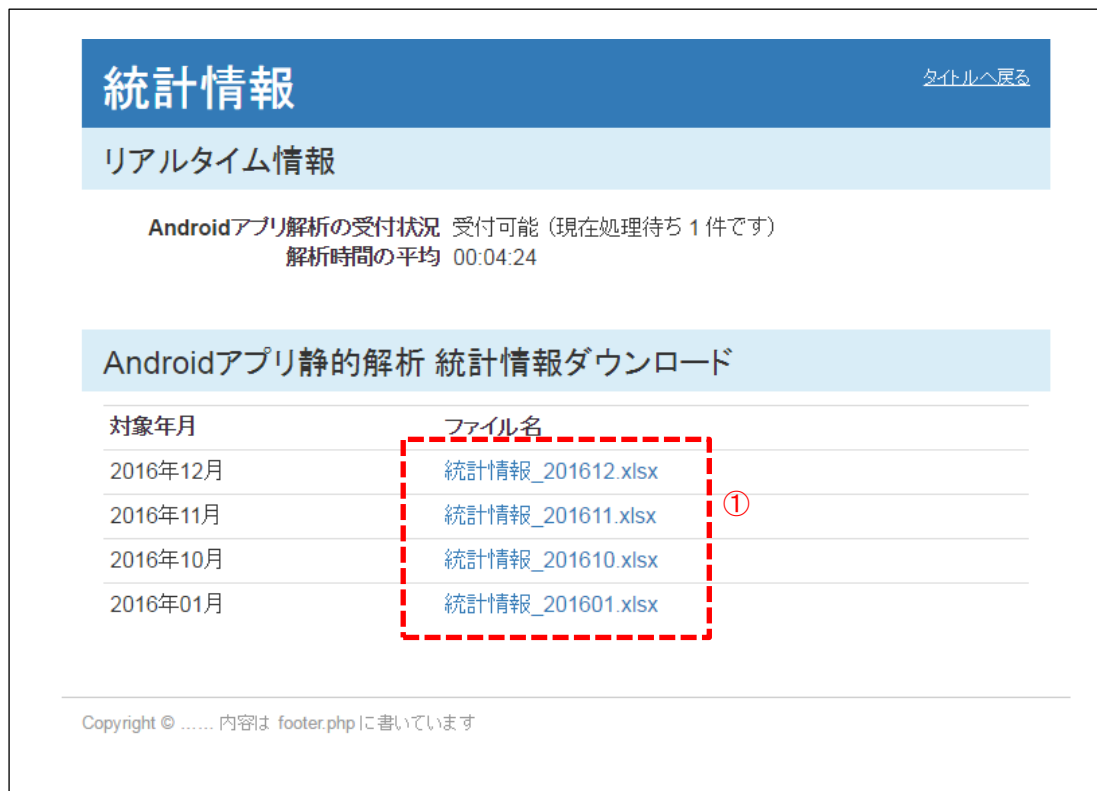 統計情報
タイトルへ戻る
リアルタイム情報
Androidアプリ解析の受付状況 受付可能 (現在処理待ち 1 件です)
解析時間の平均 00:04:24
Androidアプリ静的解析 統計情報ダウンロード
対象年月 ファイル名
2016年12月 統計情報_201612.xlsx
①
2016年11月 統計情報_201611.xlsx
2016年10月 統計情報_201610.xlsx
2016年01月 統計情報_201601.xlsx
Copyright © …… 内容は footer.php に書いています